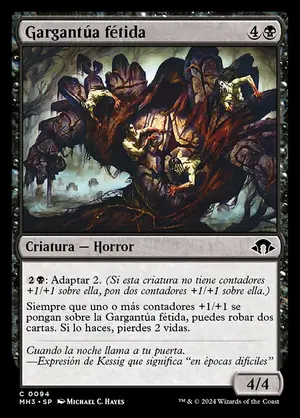 Gargantúa fétida 4
Criatura — Horror
2: Adaptar 2. (Si esta criatura no tiene contadores
+1/+1 sobre ella, pon dos contadores +1/+1 sobre ella.)
Siempre que uno o más contadores +1/+1 se
pongan sobre la Gargantúa fétida, puedes robar dos
cartas. Si lo haces, pierdes 2 vidas.
Cuando la noche llama a tu puerta.
—Expresión de Kessig que significa “en épocas difíciles”
4/4
C 0094
MH3 • SP MICHAEL C. HAYES
™ & © 2024 Wizards of the Coast